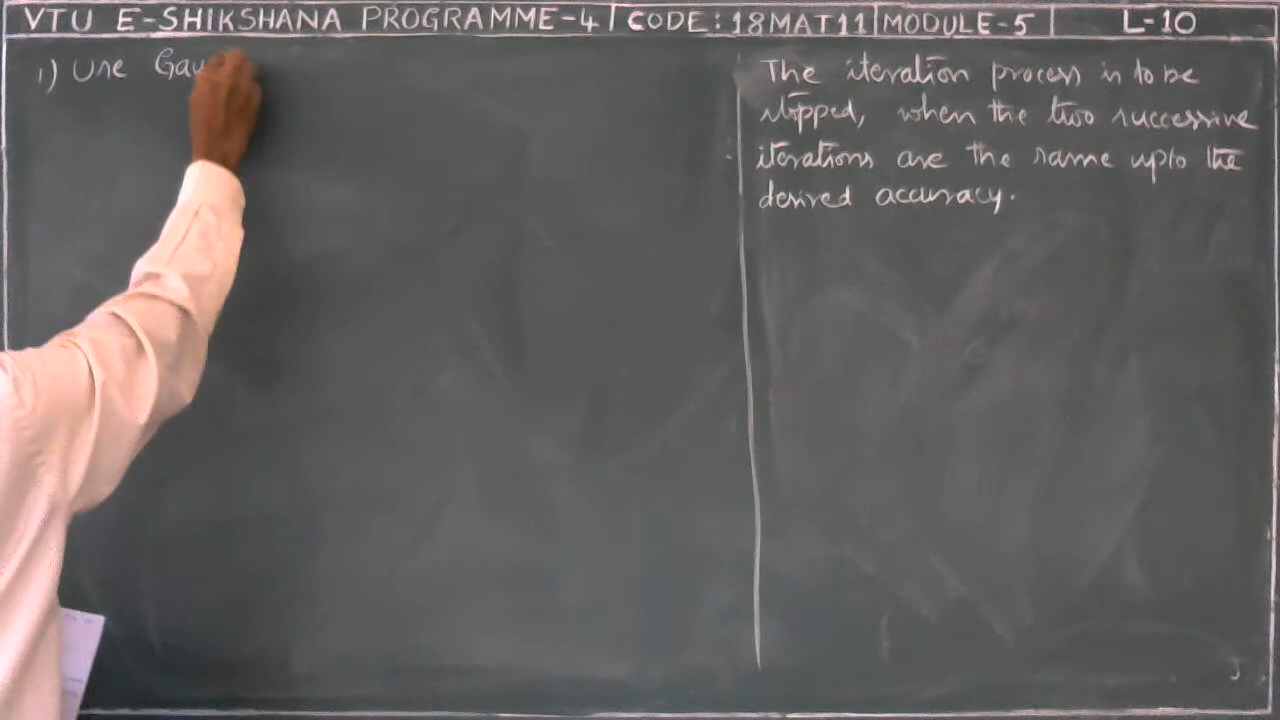 VTU E-SHIKSHANA PROGRAMME-4 | CODE: 18MAT11 | MODULE-5 | L-10
1) Use Gau
The iteration process is to be
stopped, when the two successive
iterations are the same upto the
desired accuracy.